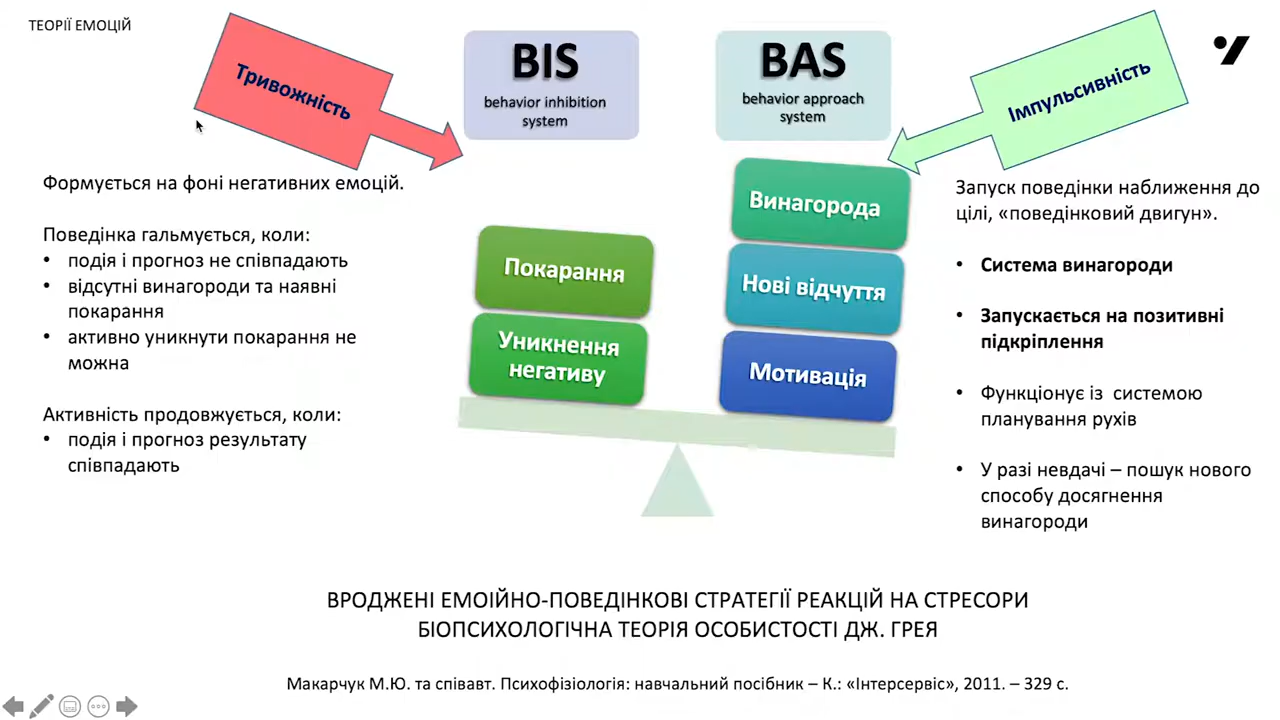 ТЕОРІЇ ЕМОЦІЙ
Тривожність
BIS
behavior inhibition
system
BAS
behavior approach
system
Імпульсивність
Формується на фоні негативних емоцій.
Поведінка гальмується, коли:
• подія і прогноз не співпадають
• відсутні винагороди та наявні
покарання
• активно уникнути покарання не
можна
Активність продовжується, коли:
• подія і прогноз результату
співпадають
Покарання
Уникнення
негативу
Винагорода
Нові відчуття
Мотивація
Запуск поведінки наближення до
цілі, «поведінковий двигун».
• Система винагороди
• Запускається на позитивні
підкріплення
• Функціонує із системою
планування рухів
• У разі невдачі – пошук нового
способу досягнення
винагороди
ВРОДЖЕНІ ЕМОІЙНО-ПОВЕДІНКОВІ СТРАТЕГІЇ РЕАКЦІЙ НА СТРЕСОРИ
БІОПСИХОЛОГІЧНА ТЕОРІЯ ОСОБИСТОСТІ ДЖ. ГРЕЯ
Макарчук М.Ю. та співавт. Психофізіологія: навчальний посібник – К.: «Інтерсервіс», 2011. – 329 с.